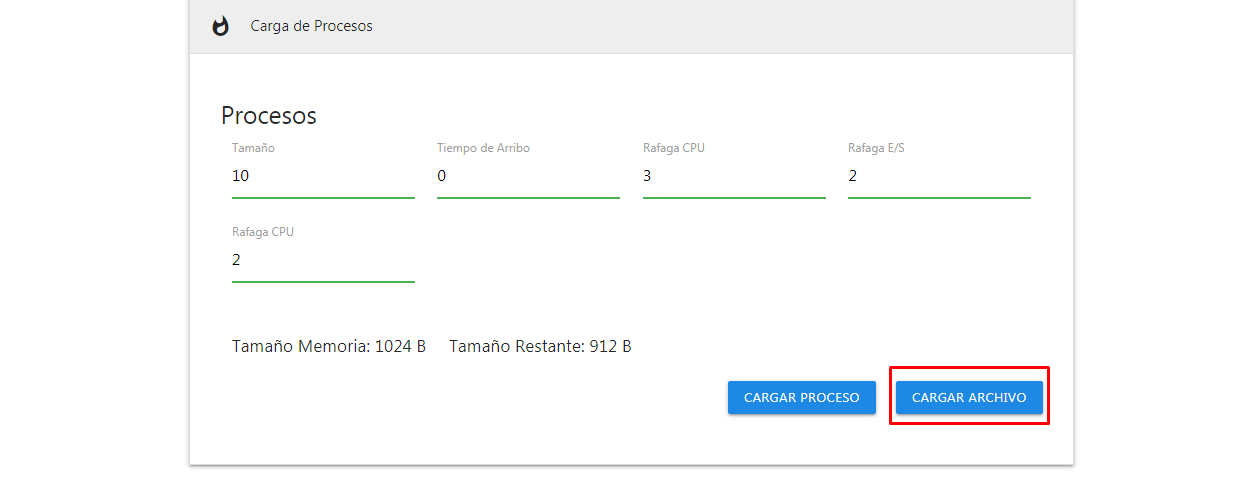 Carga de Procesos
Procesos
Tamaño Tiempo de Arribo Rafaga CPU Rafaga E/S
10 0 3 2
Rafaga CPU
2
Tamaño Memoria: 1024 B Tamaño Restante: 912 B
CARGAR PROCESO CARGAR ARCHIVO